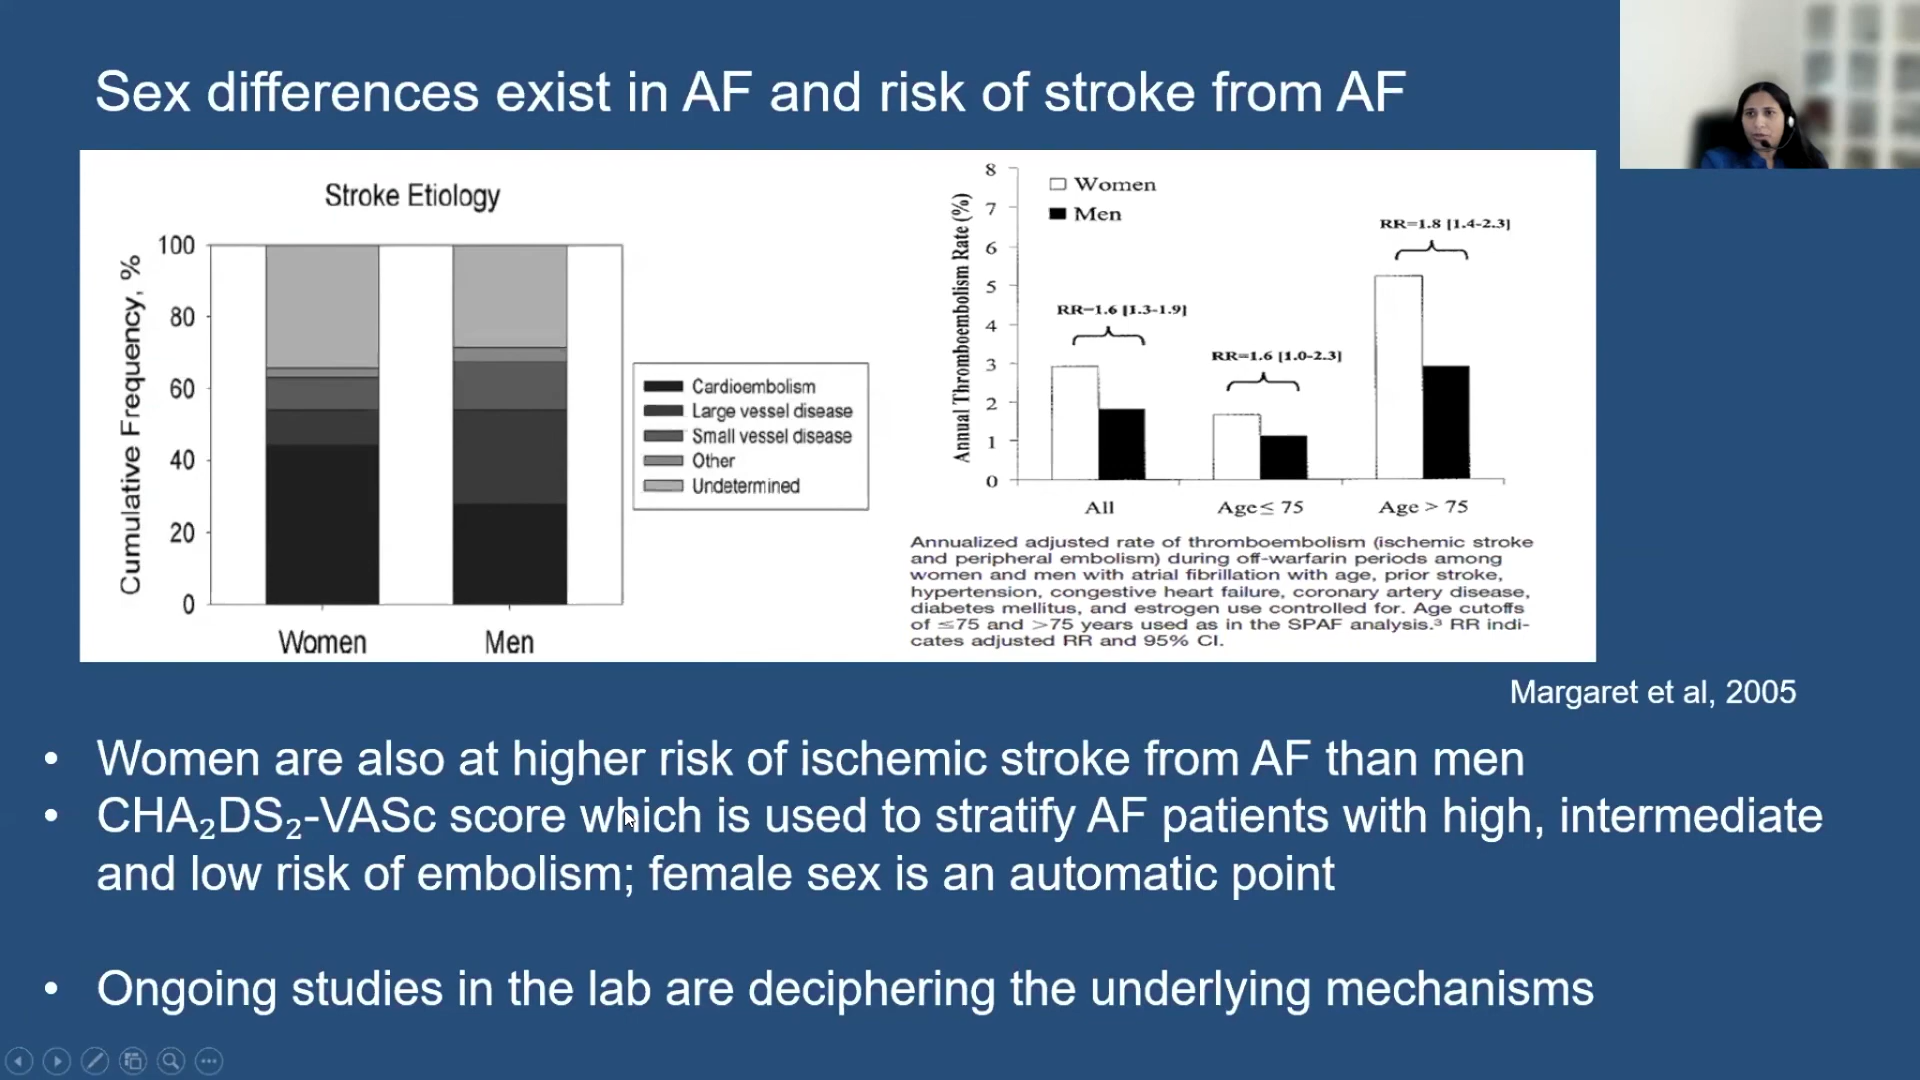 Sex differences exist in AF and risk of stroke from AF
Stroke Etiology
Cumulative Frequency, %
100
80
60
40
20
0
Women
Men
Cardioembolism
Large vessel disease
Small vessel disease
Other
Undetermined
Annual Thromboembolism Rate (%)
8
7
6
5
4
3
2
1
0
Women
Men
RR=1.6 [1.3-1.9]
RR=1.6 [1.0-2.3]
RR=1.8 [1.4-2.3]
All
Age≤ 75
Age > 75
Annualized adjusted rate of thromboembolism (ischemic stroke
and peripheral embolism) during off-warfarin periods among
women and men with atrial fibrillation with age, prior stroke,
hypertension, congestive heart failure, coronary artery disease,
diabetes mellitus, and estrogen use controlled for. Age cutoffs
of ≤75 and >75 years used as in the SPAF analysis.³ RR indi-
cates adjusted RR and 95% CI.
Margaret et al, 2005
• Women are also at higher risk of ischemic stroke from AF than men
• CHA₂DS₂-VASc score which is used to stratify AF patients with high, intermediate
and low risk of embolism; female sex is an automatic point
• Ongoing studies in the lab are deciphering the underlying mechanisms